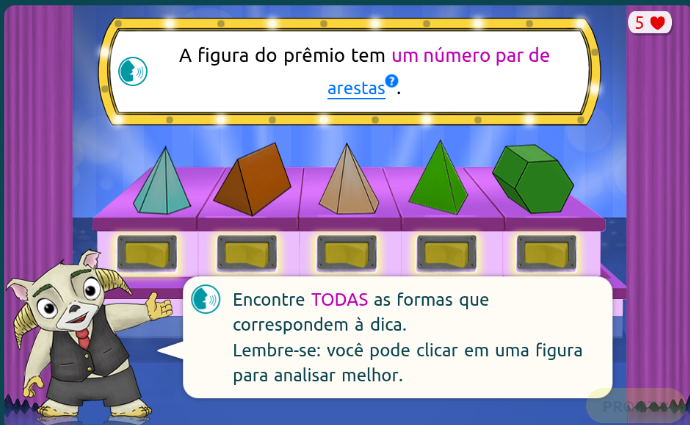 5
A figura do prêmio tem um número par de
arestas?.
Encontre TODAS as formas que
correspondem à dica.
Lembre-se: você pode clicar em uma figura
para analisar melhor.